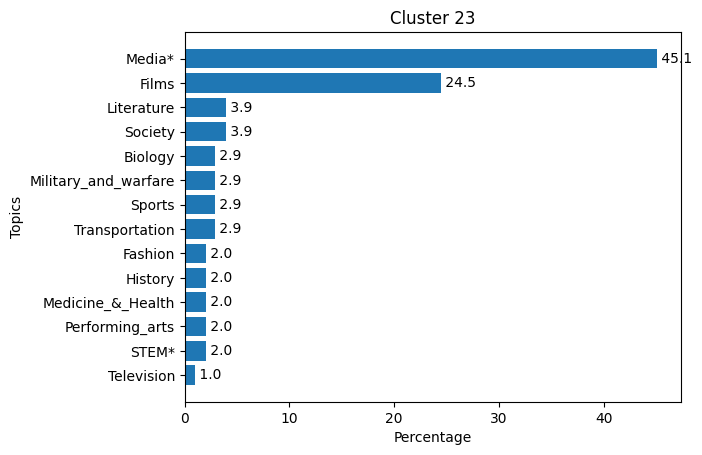 Cluster 23
Media* 45.1
Films 24.5
Literature 3.9
Society 3.9
Biology 2.9
Military_and_warfare 2.9
Sports 2.9
Transportation 2.9
Fashion 2.0
History 2.0
Medicine_&_Health 2.0
Performing_arts 2.0
STEM* 2.0
Television 1.0
Topics
0 10 20 30 40
Percentage